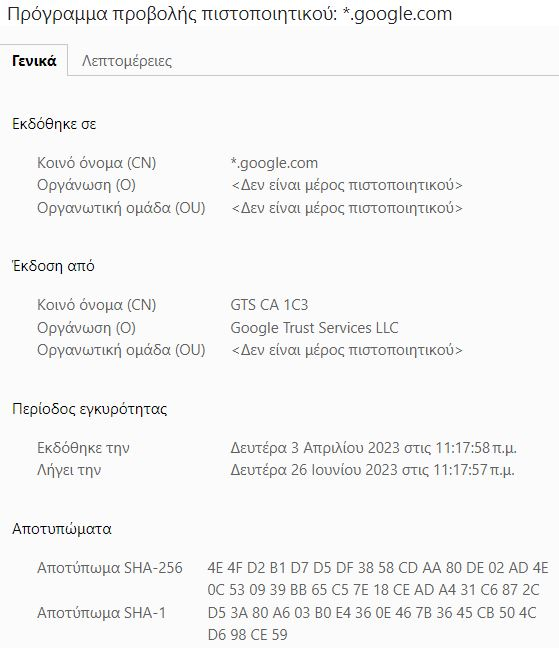 Πρόγραμμα προβολής πιστοποιητικού: *.google.com
Γενικά Λεπτομέρειες
Εκδόθηκε σε
Κοινό όνομα (CN) *.google.com
Οργάνωση (O) <Δεν είναι μέρος πιστοποιητικού>
Οργανωτική ομάδα (OU) <Δεν είναι μέρος πιστοποιητικού>
Έκδοση από
Κοινό όνομα (CN) GTS CA 1C3
Οργάνωση (O) Google Trust Services LLC
Οργανωτική ομάδα (OU) <Δεν είναι μέρος πιστοποιητικού>
Περίοδος εγκυρότητας
Εκδόθηκε την Δευτέρα 3 Απριλίου 2023 στις 11:17:58 π.μ.
Λήγει την Δευτέρα 26 Ιουνίου 2023 στις 11:17:57 π.μ.
Αποτυπώματα
Αποτύπωμα SHA-256 4E 4F D2 B1 D7 D5 DF 38 58 CD AA 80 DE 02 AD 4E
0C 53 09 39 BB 65 C5 7E 18 CE AD A4 31 C6 87 2C
Αποτύπωμα SHA-1 D5 3A 80 A6 03 B0 E4 36 0E 46 7B 36 45 CB 50 4C
D6 98 CE 59